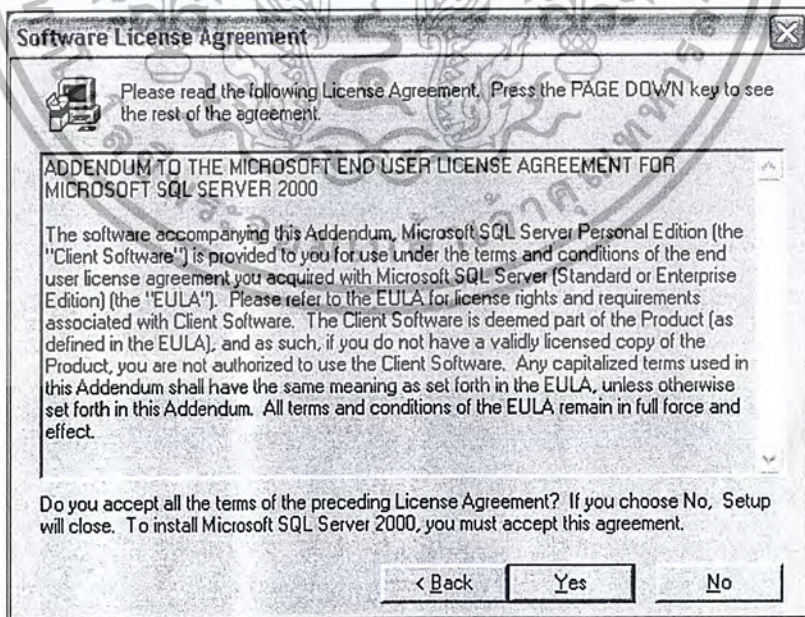 Software License Agreement
Please read the following License Agreement. Press the PAGE DOWN key to see
the rest of the agreement.
ADDENDUM TO THE MICROSOFT END USER LICENSE AGREEMENT FOR
MICROSOFT SQL SERVER 2000
The software accompanying this Addendum, Microsoft SQL Server Personal Edition (the
"Client Software") is provided to you for use under the terms and conditions of the end
user license agreement you acquired with Microsoft SQL Server (Standard or Enterprise
Edition) (the "EULA"). Please refer to the EULA for license rights and requirements
associated with Client Software. The Client Software is deemed part of the Product (as
defined in the EULA), and as such, if you do not have a validly licensed copy of the
Product, you are not authorized to use the Client Software. Any capitalized terms used in
this Addendum shall have the same meaning as set forth in the EULA, unless otherwise
set forth in this Addendum. All terms and conditions of the EULA remain in full force and
effect.
Do you accept all the terms of the preceding License Agreement? If you choose No, Setup
will close. To install Microsoft SQL Server 2000, you must accept this agreement.
< Back Yes No